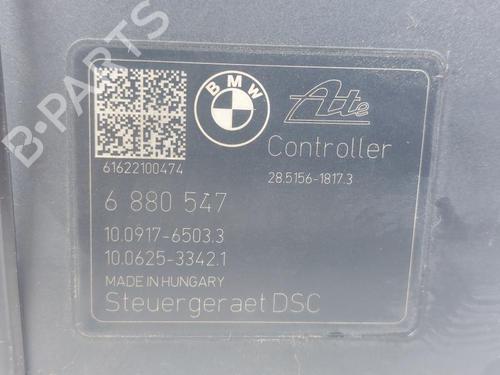 BMW
Ate
Controller
61622100474
28.5156-1817.3
6 880 547
10.0917-6503.3
10.0625-3342.1
MADE IN HUNGARY
Steuergeraet DSC
B-PARTS